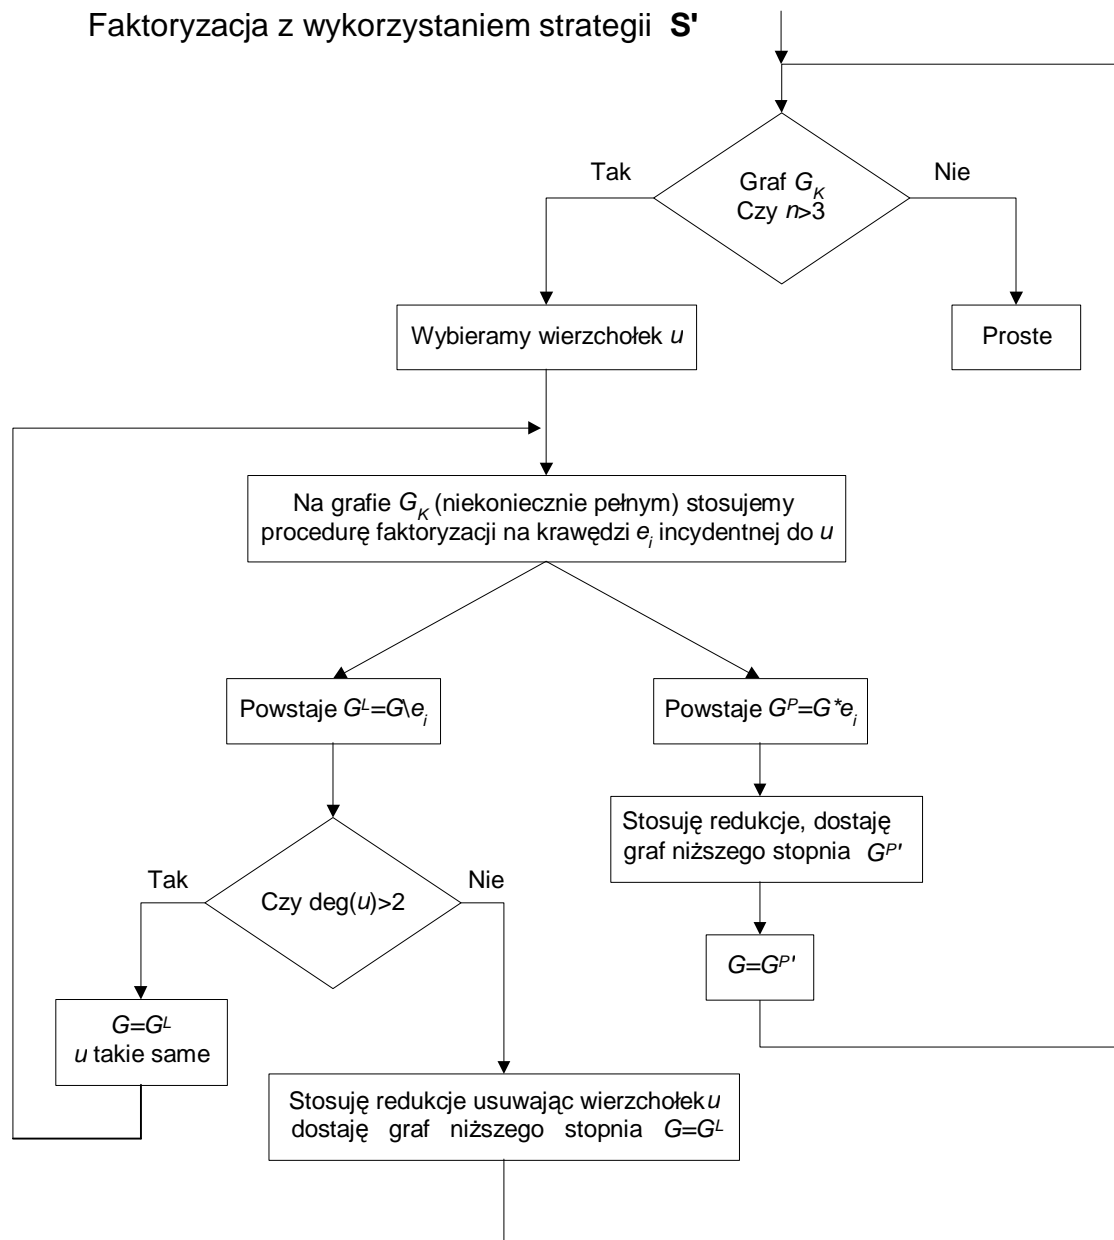 Faktoryzacja z wykorzystaniem strategii S'
Tak
Nie
Graf G_K
Czy n>3
Wybieramy wierzchołek u
Proste
Na grafie G_K (niekoniecznie pełnym) stosujemy
procedurę faktoryzacji na krawędzi e_i incydentnej do u
Powstaje G^L=G\e_i
Powstaje G^P=G*e_i
Stosuję redukcje, dostaję
graf niższego stopnia G^P'
Tak
Nie
Czy deg(u)>2
G=G^P'
G=G^L
u takie same
Stosuję redukcje usuwając wierzchołek u
dostaję graf niższego stopnia G=G^L